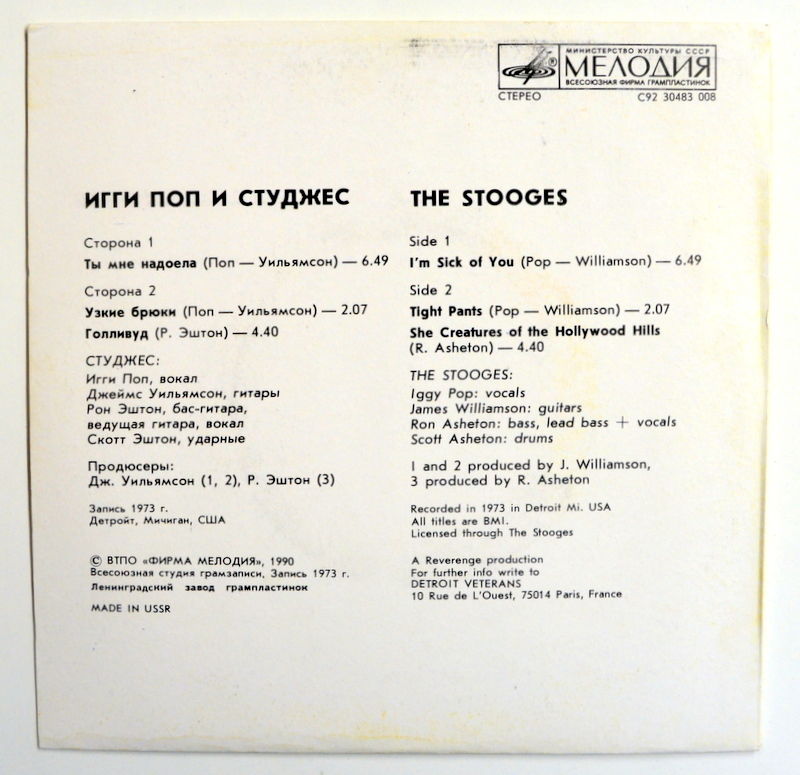 МИНИСТЕРСТВО КУЛЬТУРЫ СССР
МЕЛОДИЯ
ВСЕСОЮЗНАЯ ФИРМА ГРАМПЛАСТИНОК
СТЕРЕО С92 30483 008
ИГГИ ПОП И СТУДЖЕС
Сторона 1
Ты мне надоела (Поп — Уильямсон) — 6.49
Сторона 2
Узкие брюки (Поп — Уильямсон) — 2.07
Голливуд (Р. Эштон) — 4.40
СТУДЖЕС:
Игги Поп, вокал
Джеймс Уильямсон, гитары
Рон Эштон, бас-гитара,
ведущая гитара, вокал
Скотт Эштон, ударные
Продюсеры:
Дж. Уильямсон (1, 2), Р. Эштон (3)
Запись 1973 г.
Детройт, Мичиган, США
© ВТПО «ФИРМА МЕЛОДИЯ», 1990
Всесоюзная студия грамзаписи. Запись 1973 г.
Ленинградский завод грампластинок
MADE IN USSR
THE STOOGES
Side 1
I'm Sick of You (Pop — Williamson) — 6.49
Side 2
Tight Pants (Pop — Williamson) — 2.07
She Creatures of the Hollywood Hills
(R. Asheton) — 4.40
THE STOOGES:
Iggy Pop: vocals
James Williamson: guitars
Ron Asheton: bass, lead bass + vocals
Scott Asheton: drums
1 and 2 produced by J. Williamson,
3 produced by R. Asheton
Recorded in 1973 in Detroit Mi. USA
All titles are BMI.
Licensed through The Stooges
A Reverenge production
For further info write to
DETROIT VETERANS
10 Rue de L'Ouest, 75014 Paris, France